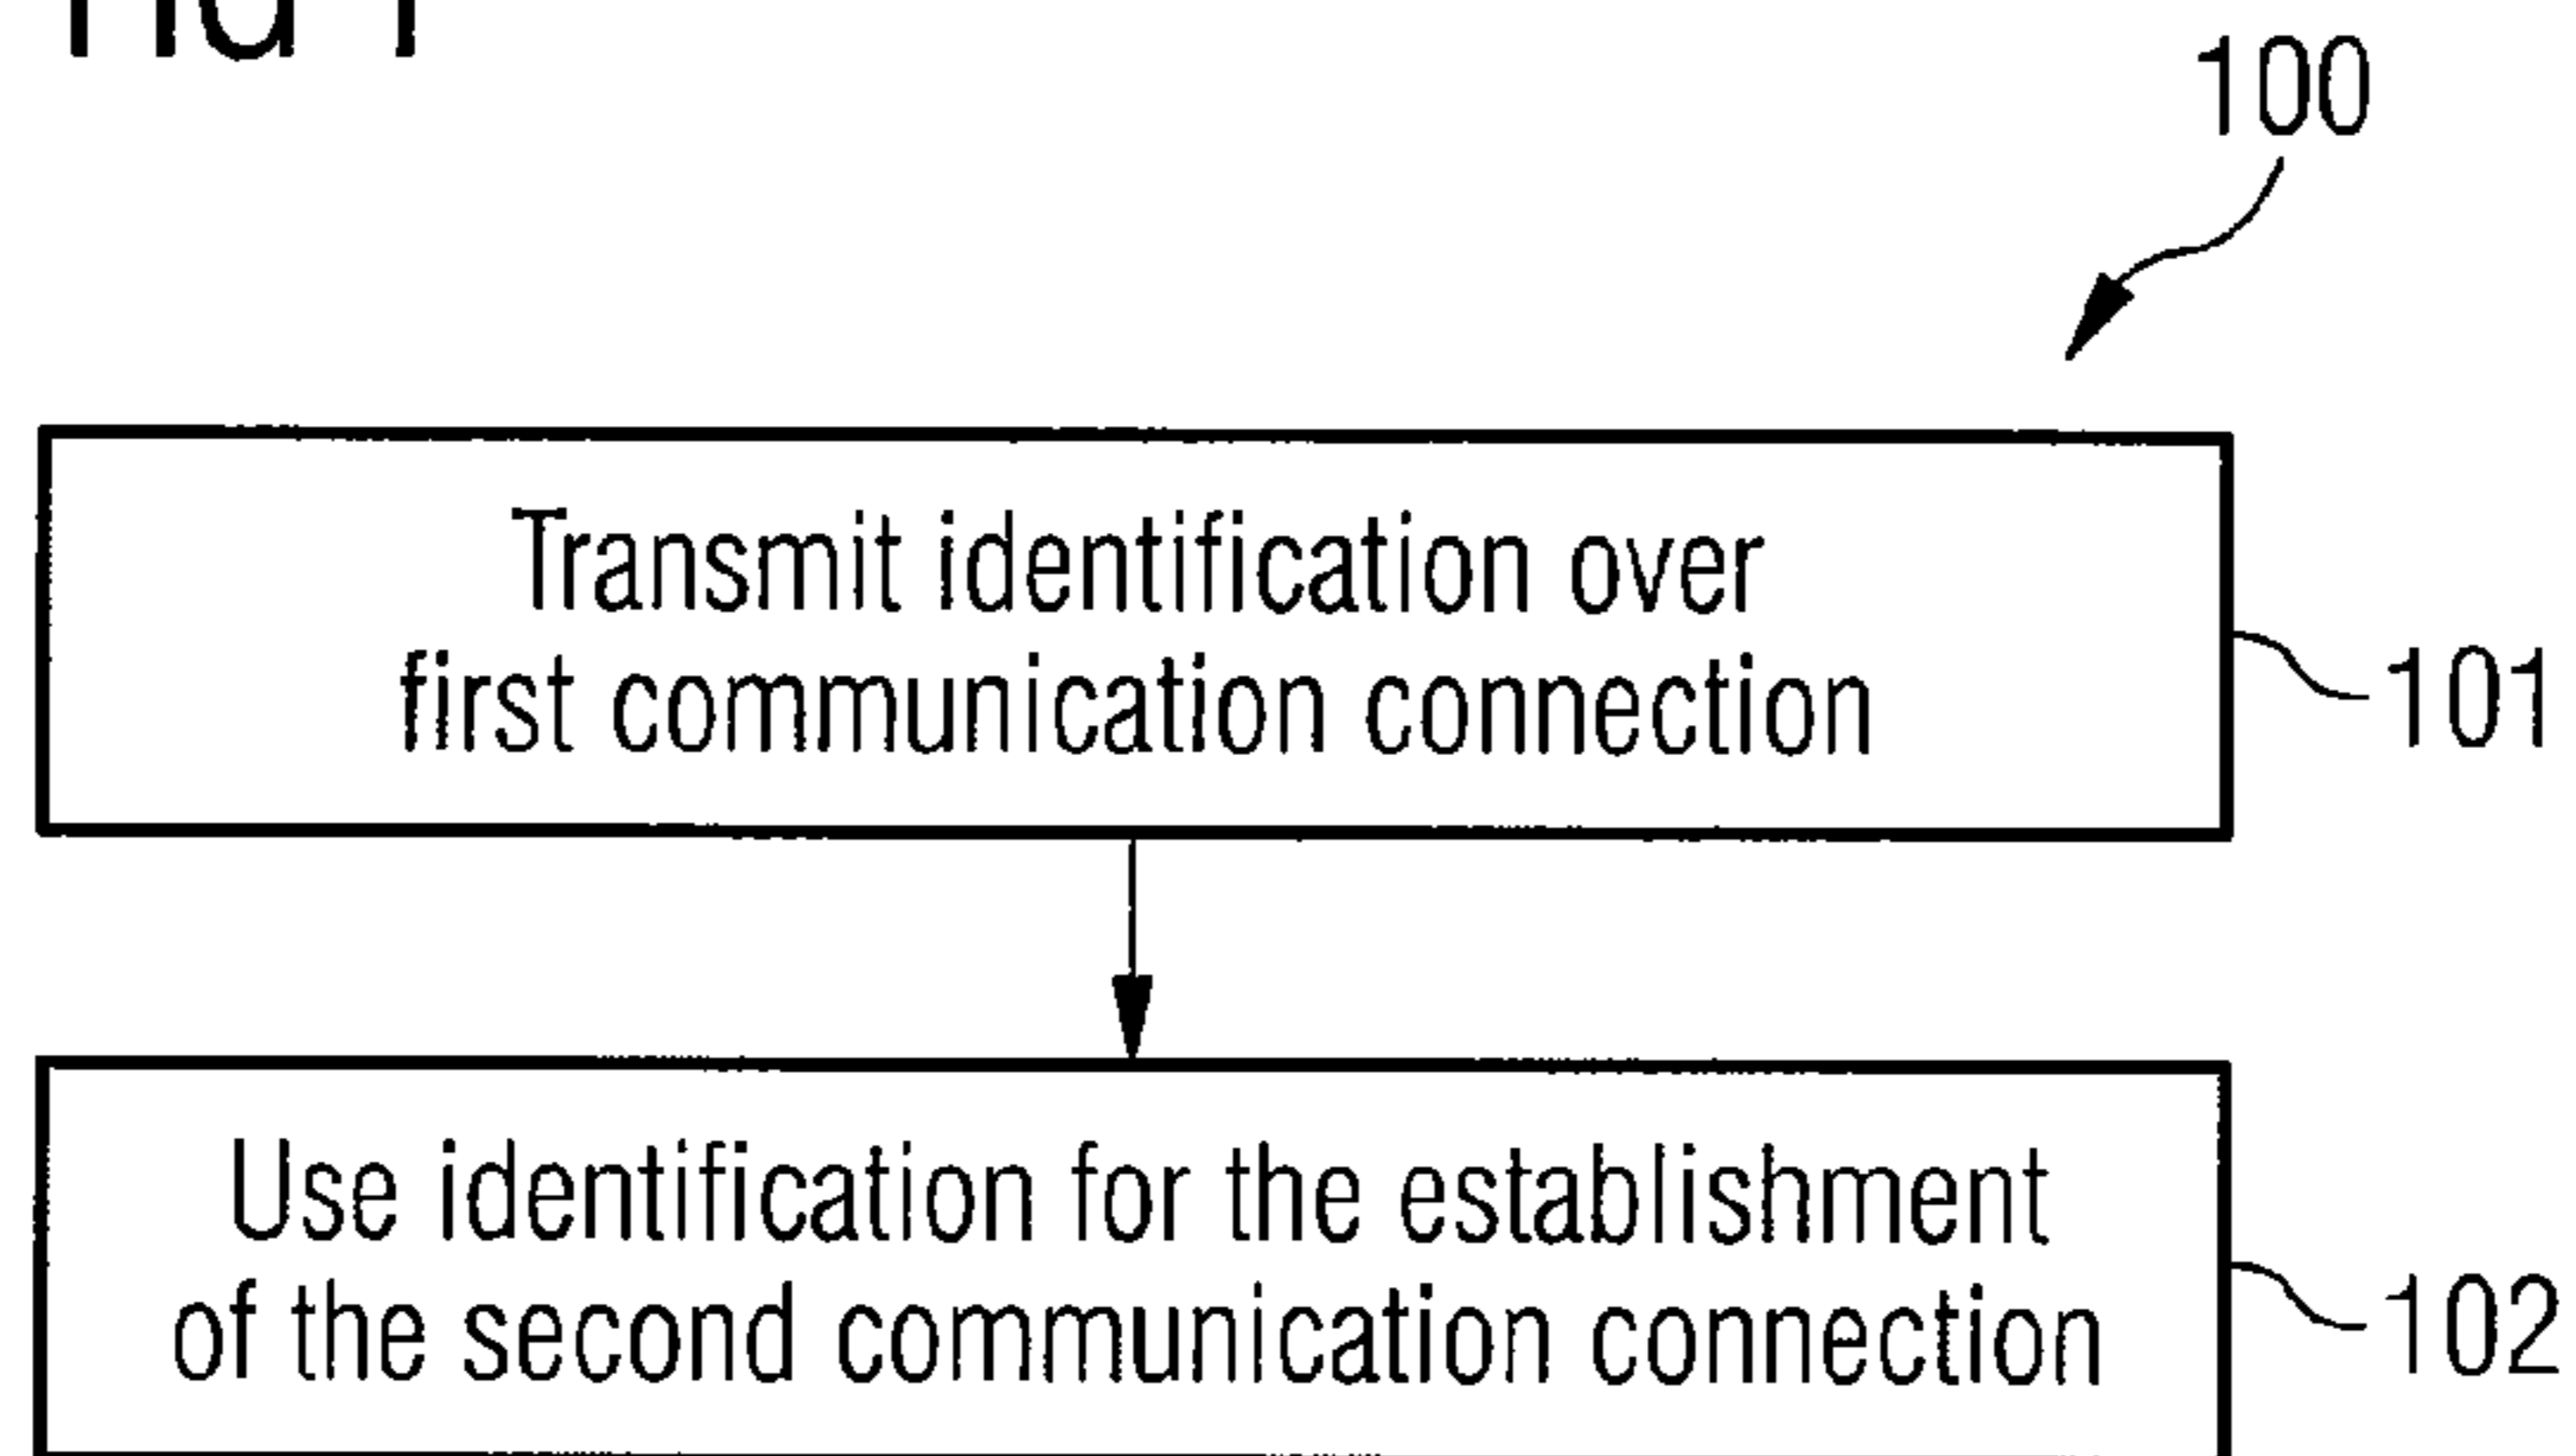 100
Transmit identification over
first communication connection
101
Use identification for the establishment
of the second communication connection
102